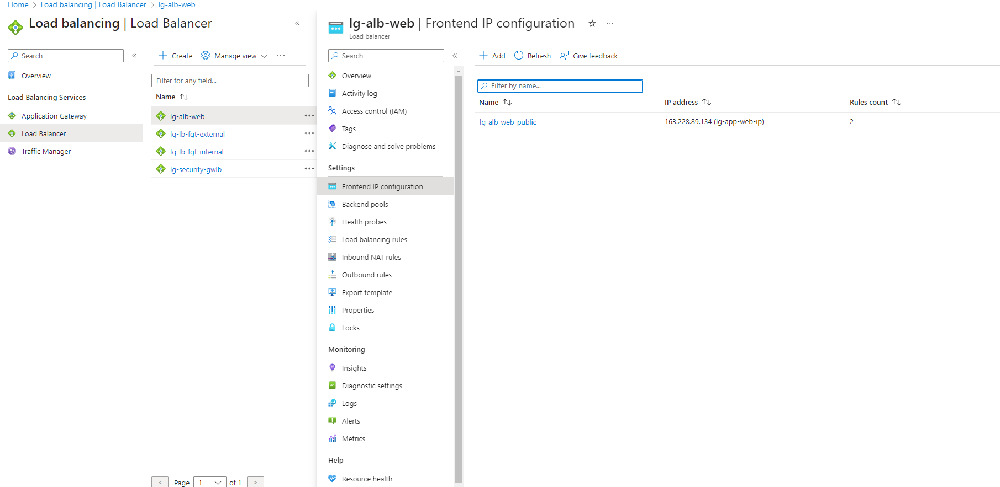 Home > Load balancing | Load Balancer > lg-alb-web
Load balancing | Load Balancer
«
Search
«
Overview
Load Balancing Services
Application Gateway
Load Balancer
Traffic Manager
+ Create Manage view ···
Filter for any field...
Name ↑↓
lg-alb-web ···
lg-lb-fgt-external ···
lg-lb-fgt-internal ···
lg-security-gwlb ···
< Page 1 of 1 >
lg-alb-web | Frontend IP configuration ☆ ···
Load balancer
Search
«
Overview
Activity log
Access control (IAM)
Tags
Diagnose and solve problems
Settings
Frontend IP configuration
Backend pools
Health probes
Load balancing rules
Inbound NAT rules
Outbound rules
Export template
Properties
Locks
Monitoring
Insights
Diagnostic settings
Logs
Alerts
Metrics
Help
Resource health
+ Add Refresh Give feedback
Filter by name...
Name ↑↓ IP address ↑↓ Rules count ↑↓
lg-alb-web-public 163.228.89.134 (lg-app-web-ip) 2